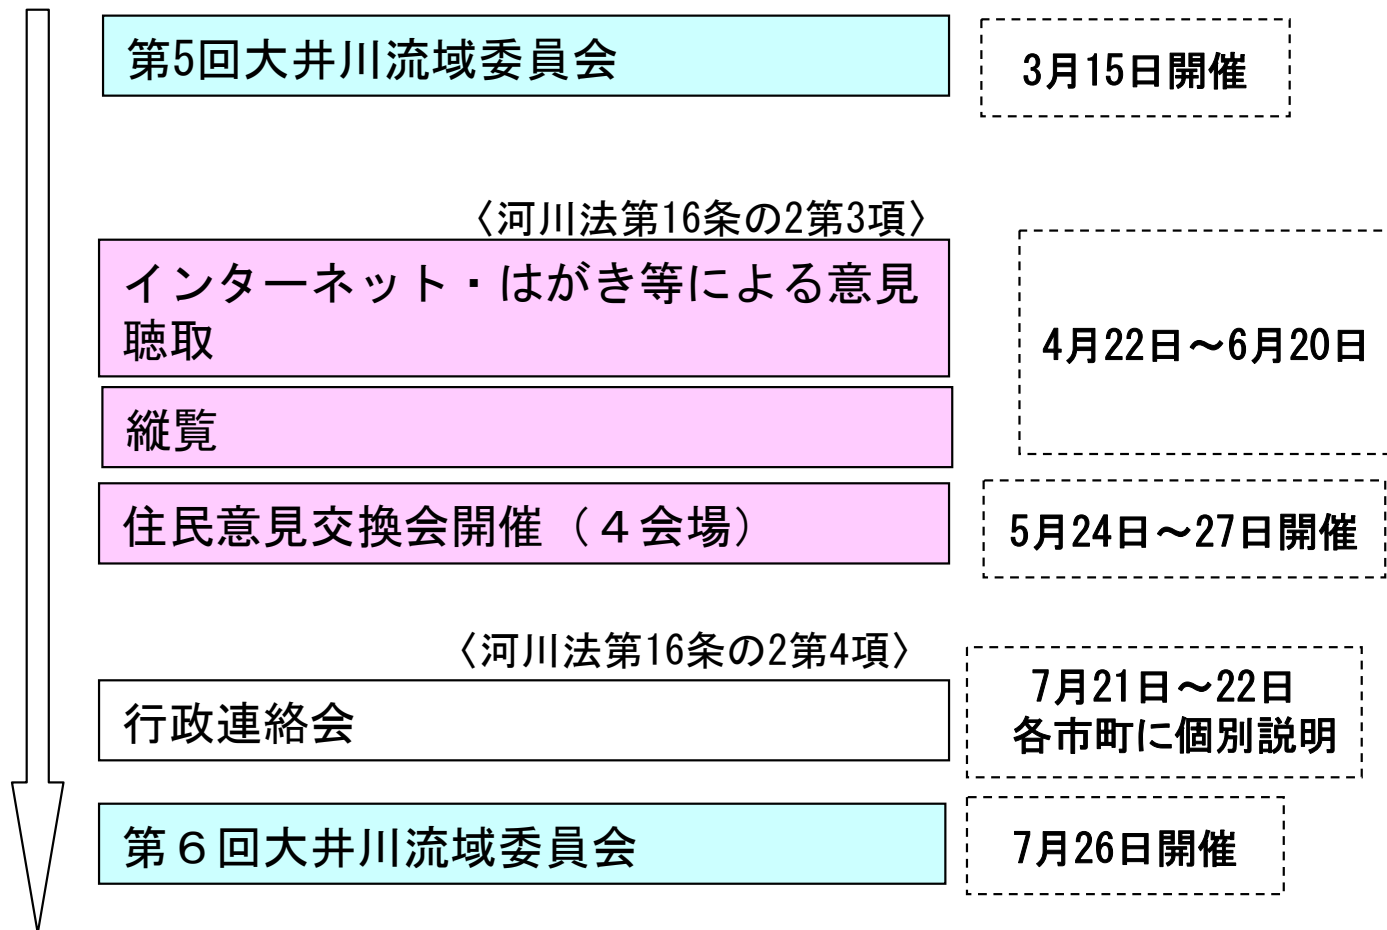 第5回大井川流域委員会
3月15日開催
〈河川法第16条の2第3項〉
インターネット・はがき等による意見
聴取
4月22日～6月20日
縦覧
住民意見交換会開催（４会場）
5月24日～27日開催
〈河川法第16条の2第4項〉
行政連絡会
7月21日～22日
各市町に個別説明
第６回大井川流域委員会
7月26日開催